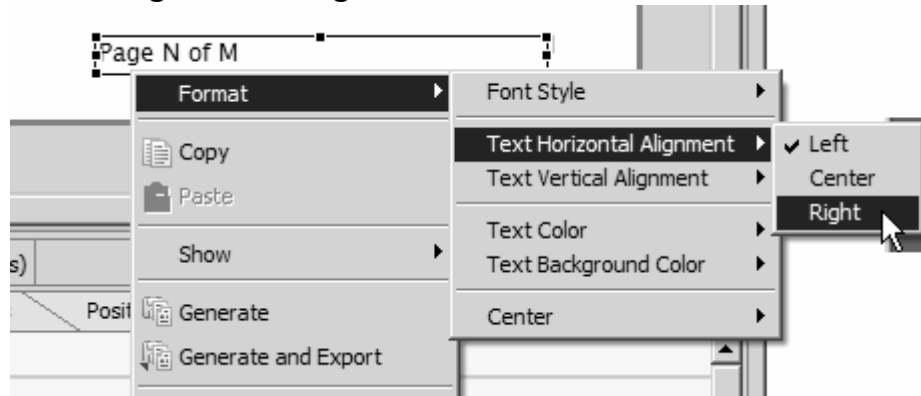 Page N of M
Format
Copy
Paste
Show
Generate
Generate and Export
Font Style
Text Horizontal Alignment
Text Vertical Alignment
Text Color
Text Background Color
Center
Left
Center
Right
s)
Posit